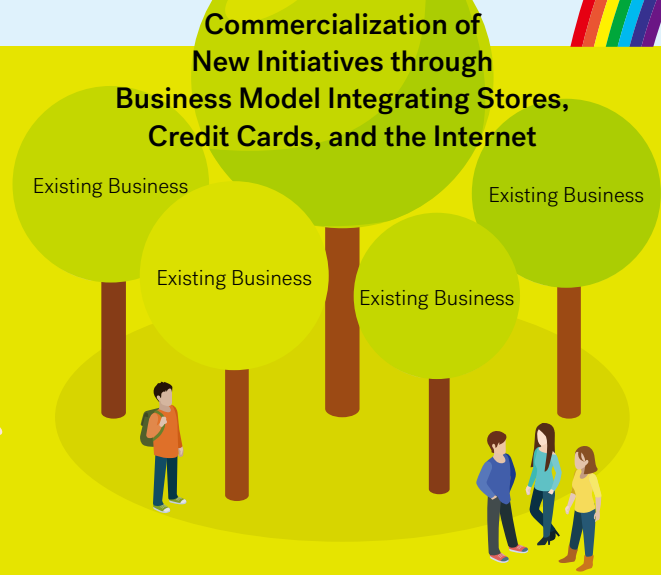 Commercialization of
New Initiatives through
Business Model Integrating Stores,
Credit Cards, and the Internet
Existing Business
Existing Business
Existing Business
Existing Business